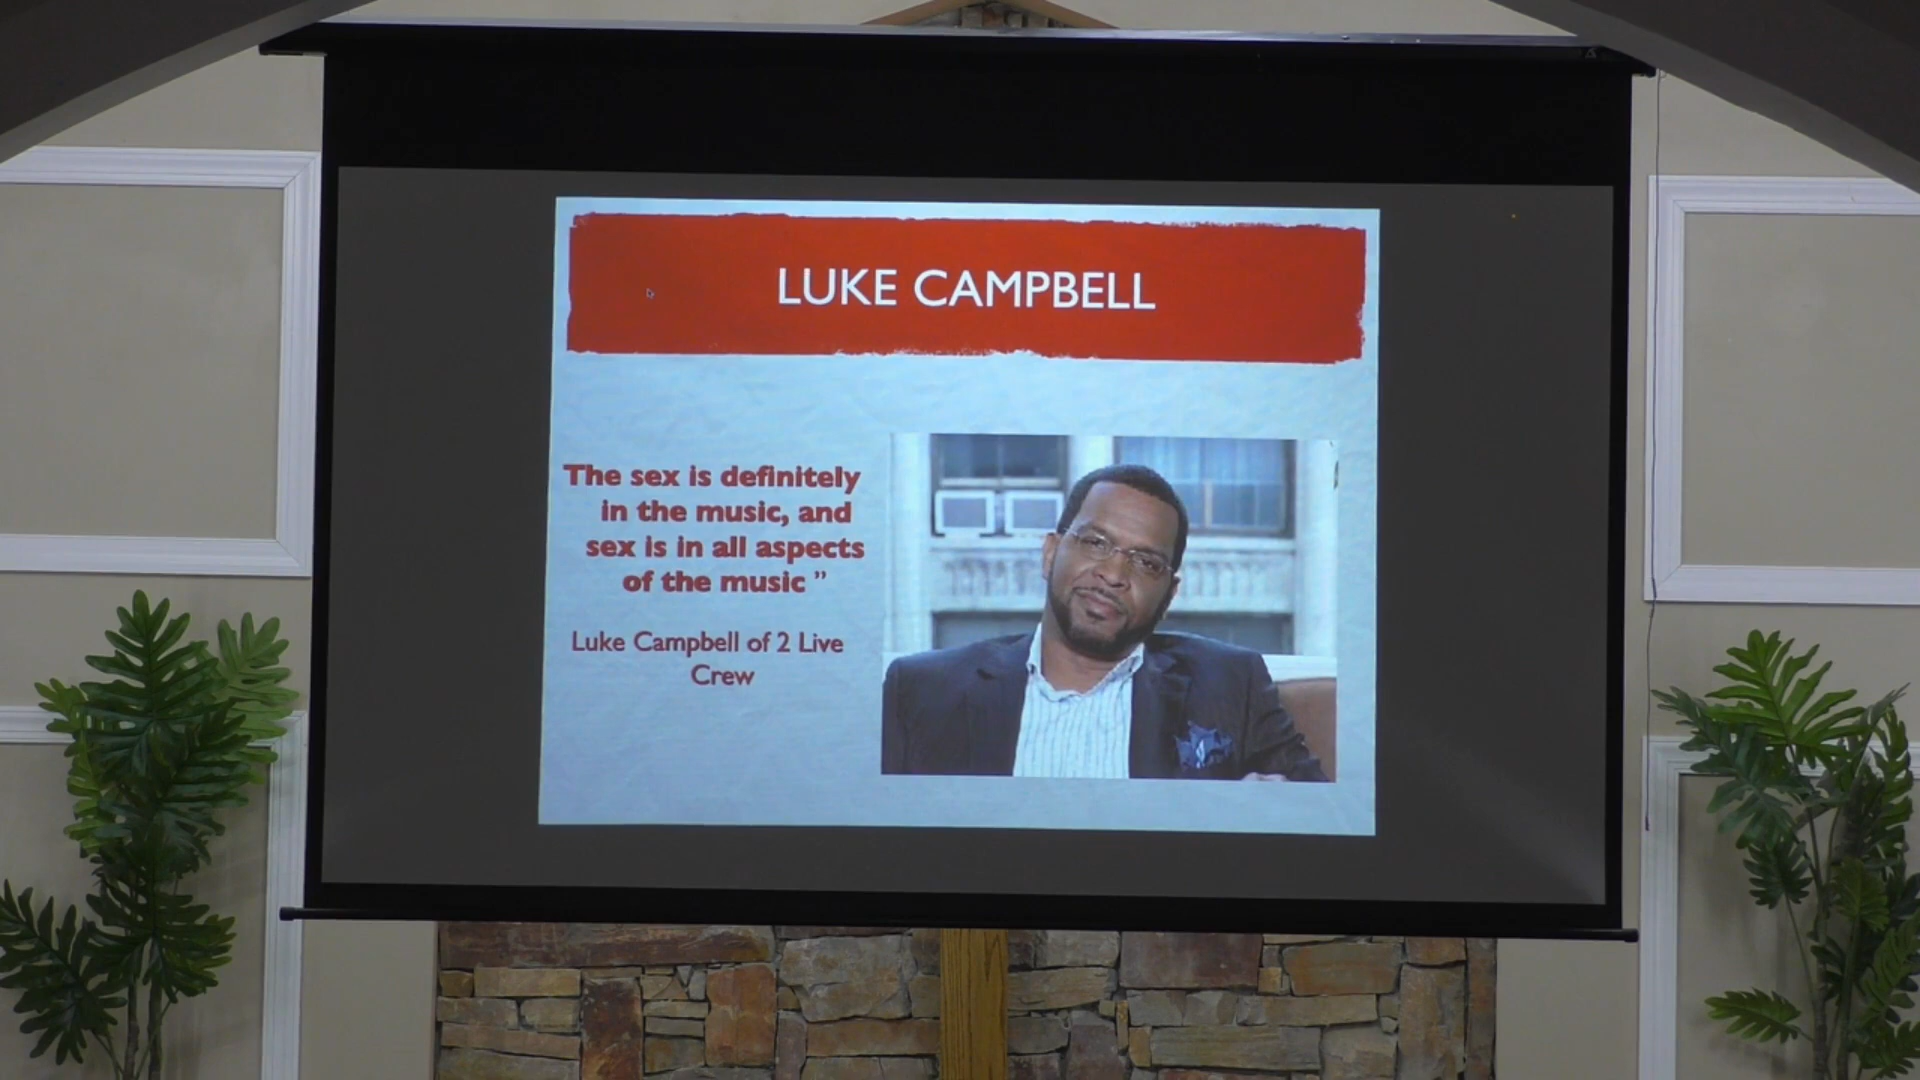 LUKE CAMPBELL
The sex is definitely
in the music, and
sex is in all aspects
of the music ”
Luke Campbell of 2 Live
Crew